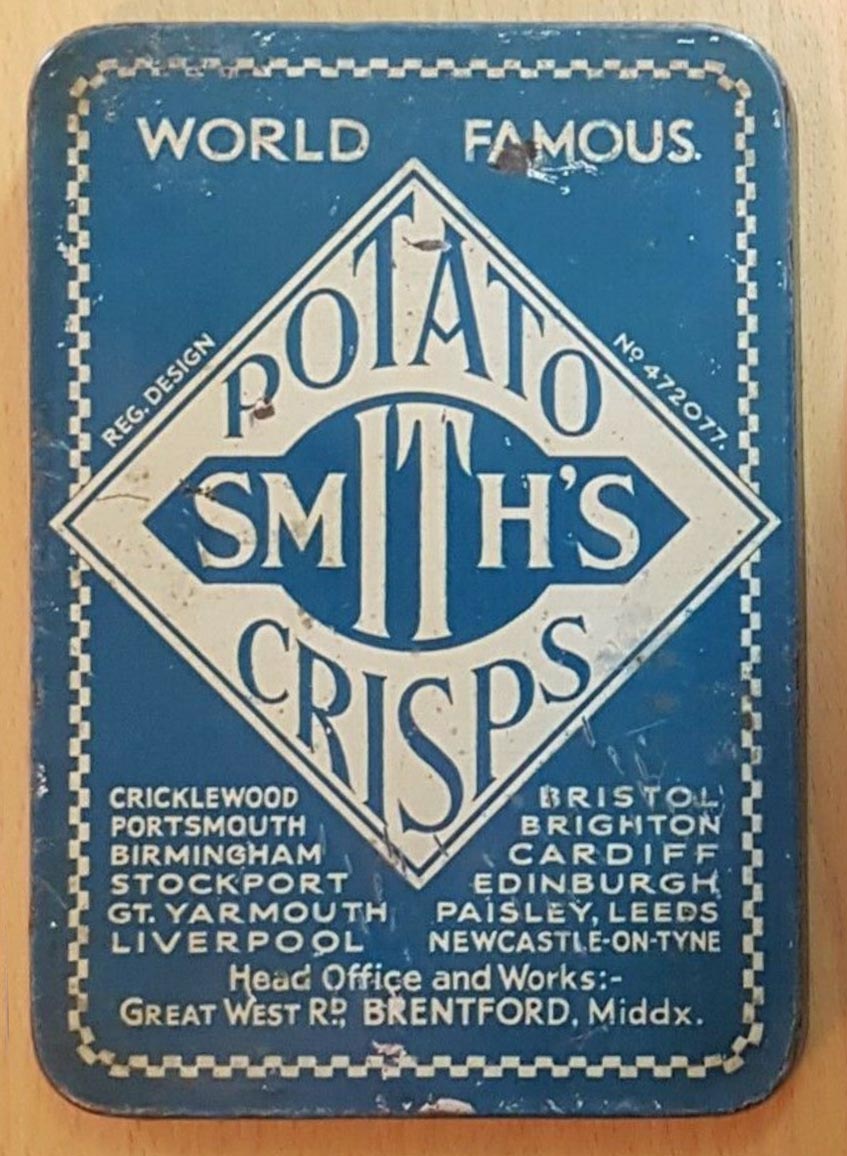 WORLD FAMOUS.
REG. DESIGN
Nº 472077.
POTATO
SMITH'S
CRISPS
CRICKLEWOOD
PORTSMOUTH
BIRMINGHAM
STOCKPORT
GT. YARMOUTH
LIVERPOOL
BRISTOL
BRIGHTON
CARDIFF
EDINBURGH
PAISLEY, LEEDS
NEWCASTLE-ON-TYNE
Head Office and Works:-
GREAT WEST RD., BRENTFORD, Middx.